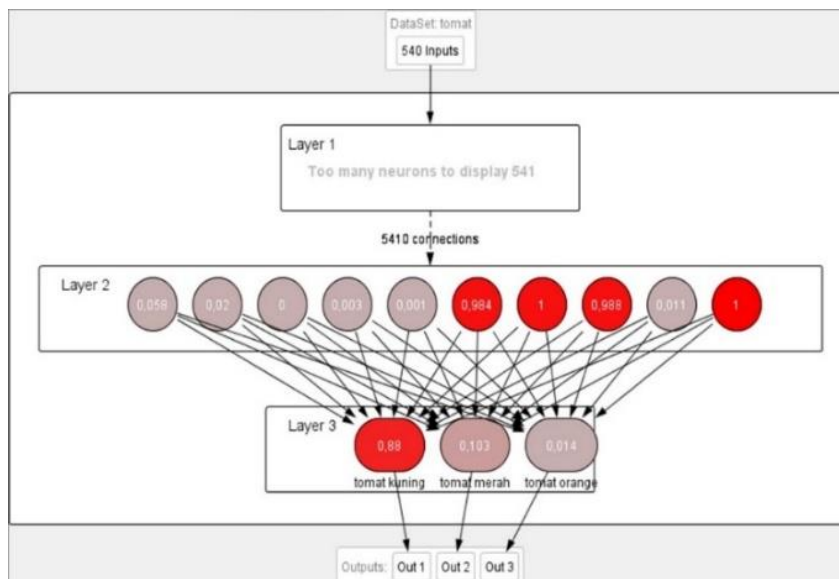 DataSet: tomat
540 Inputs
Layer 1
Too many neurons to display 541
5410 connections
Layer 2
0,058 0,02 0 0,003 0,001 0,984 1 0,988 0,011 1
Layer 3
0,88 0,103 0,014
tomat kuning tomat merah tomat orange
Outputs: Out 1 Out 2 Out 3